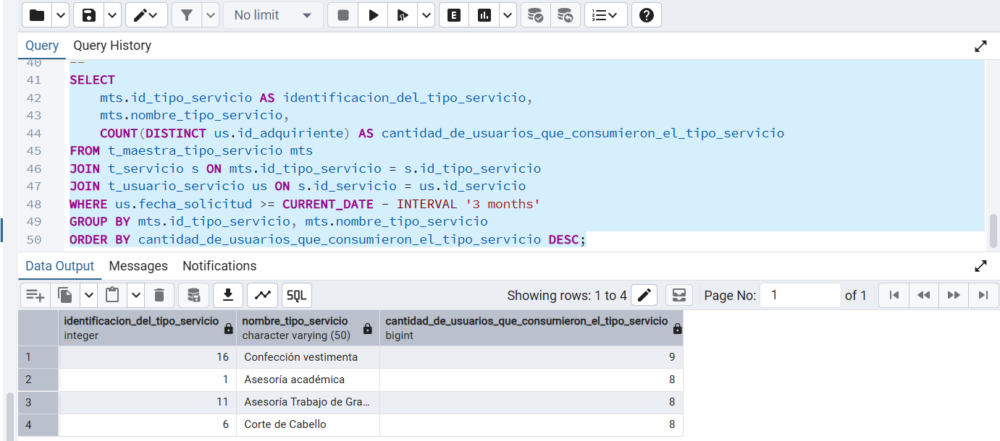 No limit
E
Query Query History
40 --
41 SELECT
42 mts.id_tipo_servicio AS identificacion_del_tipo_servicio,
43 mts.nombre_tipo_servicio,
44 COUNT(DISTINCT us.id_adquiriente) AS cantidad_de_usuarios_que_consumieron_el_tipo_servicio
45 FROM t_maestra_tipo_servicio mts
46 JOIN t_servicio s ON mts.id_tipo_servicio = s.id_tipo_servicio
47 JOIN t_usuario_servicio us ON s.id_servicio = us.id_servicio
48 WHERE us.fecha_solicitud >= CURRENT_DATE - INTERVAL '3 months'
49 GROUP BY mts.id_tipo_servicio, mts.nombre_tipo_servicio
50 ORDER BY cantidad_de_usuarios_que_consumieron_el_tipo_servicio DESC;
Data Output Messages Notifications
SQL Showing rows: 1 to 4 Page No: 1 of 1
identificacion_del_tipo_servicio nombre_tipo_servicio cantidad_de_usuarios_que_consumieron_el_tipo_servicio
integer character varying (50) bigint
1 16 Confección vestimenta 9
2 1 Asesoría académica 8
3 11 Asesoría Trabajo de Gra... 8
4 6 Corte de Cabello 8